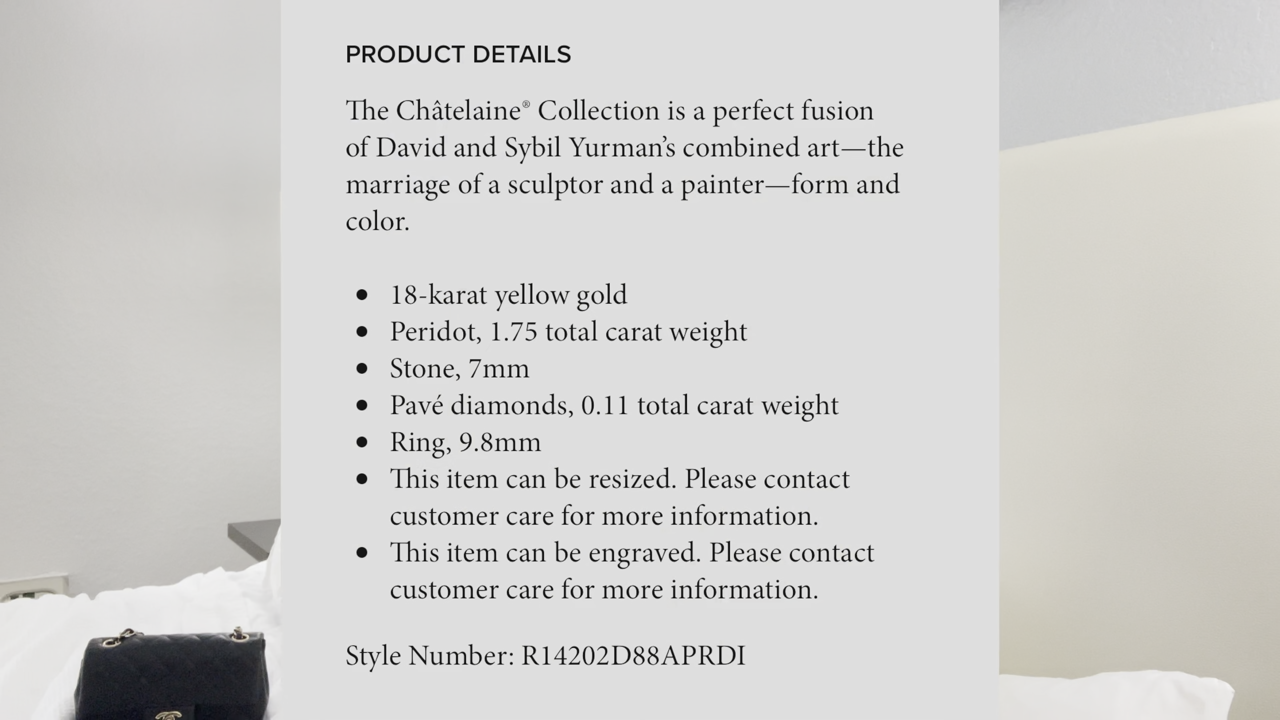 PRODUCT DETAILS
The Châtelaine® Collection is a perfect fusion
of David and Sybil Yurman’s combined art—the
marriage of a sculptor and a painter—form and
color.
• 18-karat yellow gold
• Peridot, 1.75 total carat weight
• Stone, 7mm
• Pavé diamonds, 0.11 total carat weight
• Ring, 9.8mm
• This item can be resized. Please contact
customer care for more information.
• This item can be engraved. Please contact
customer care for more information.
Style Number: R14202D88APRDI